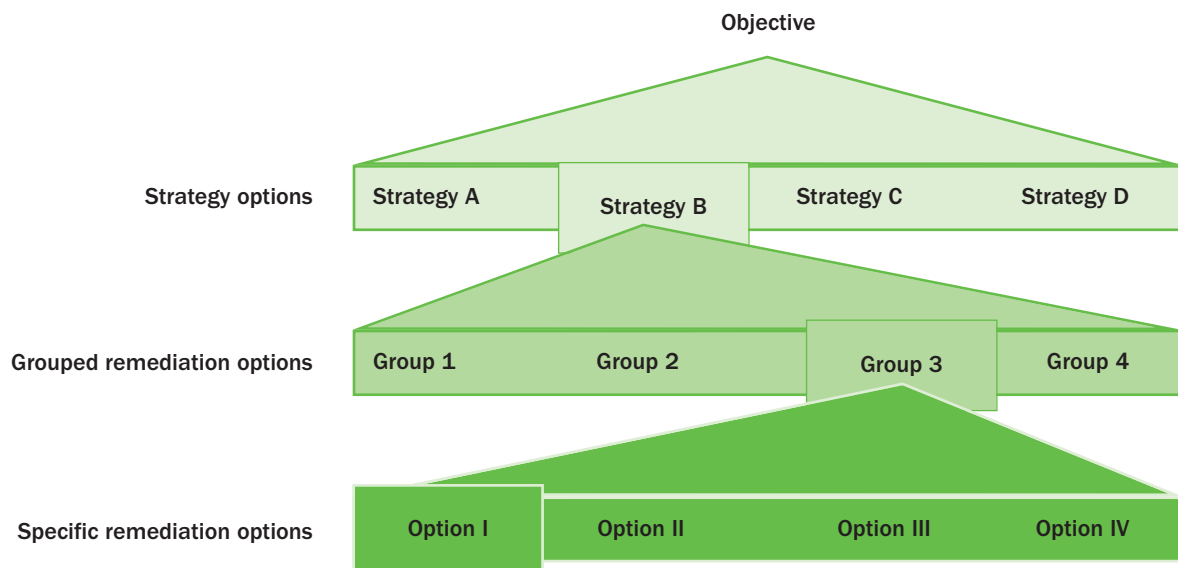 Objective
Strategy options
Strategy A
Strategy B
Strategy C
Strategy D
Grouped remediation options
Group 1
Group 2
Group 3
Group 4
Specific remediation options
Option I
Option II
Option III
Option IV